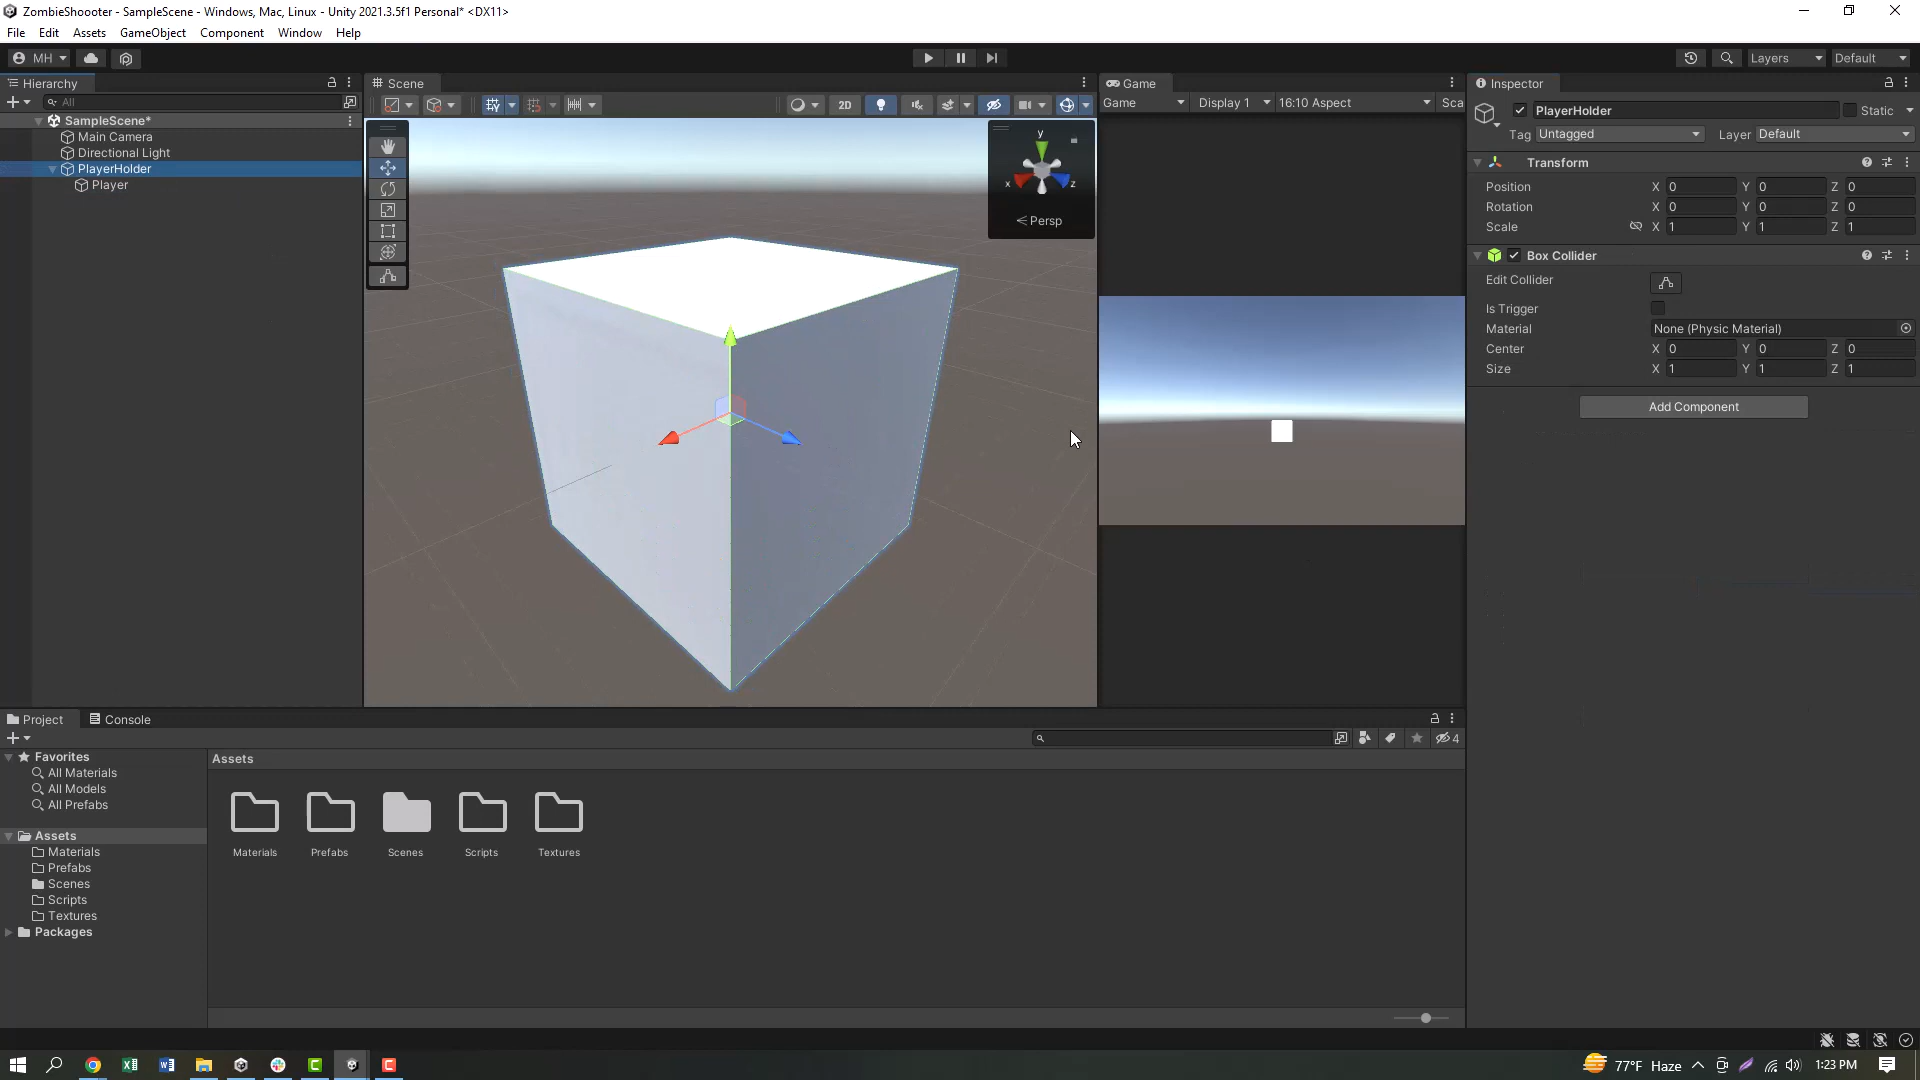 ZombieShoooter - SampleScene - Windows, Mac, Linux - Unity 2021.3.5f1 Personal* <DX11>
File Edit Assets GameObject Component Window Help
MH Layers Default
Hierarchy
All
SampleScene*
Main Camera
Directional Light
PlayerHolder
Player
Scene
2D
y
x z
Persp
Game
Game Display 1 16:10 Aspect Sca
Inspector
PlayerHolder Static
Tag Untagged Layer Default
Transform
Position X 0 Y 0 Z 0
Rotation X 0 Y 0 Z 0
Scale X 1 Y 1 Z 1
Box Collider
Edit Collider
Is Trigger
Material None (Physic Material)
Center X 0 Y 0 Z 0
Size X 1 Y 1 Z 1
Add Component
Project Console
4
Favorites
All Materials
All Models
All Prefabs
Assets
Materials
Prefabs
Scenes
Scripts
Textures
Packages
Assets
Materials Prefabs Scenes Scripts Textures
77°F Haze 1:23 PM